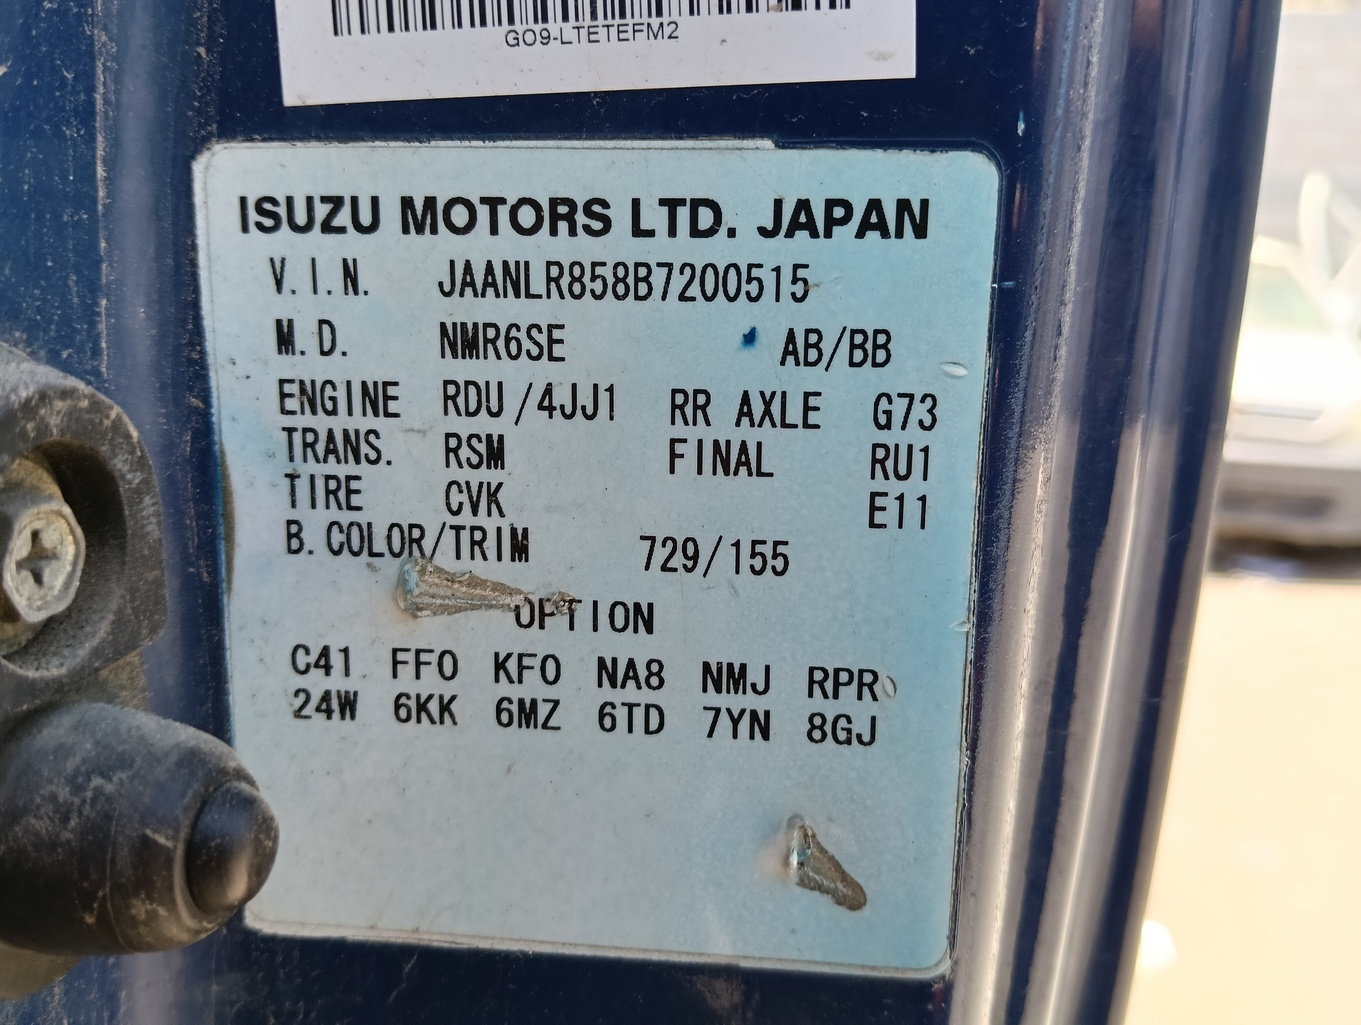 GO9-LTETEFM2
ISUZU MOTORS LTD. JAPAN
V.I.N. JAANLR858B7200515
M.D. NMR6SE AB/BB
ENGINE RDU/4JJ1 RR AXLE G73
TRANS. RSM FINAL RU1
TIRE CVK E11
B.COLOR/TRIM 729/155
OPTION
C41 FF0 KF0 NA8 NMJ RPR
24W 6KK 6MZ 6TD 7YN 8GJ